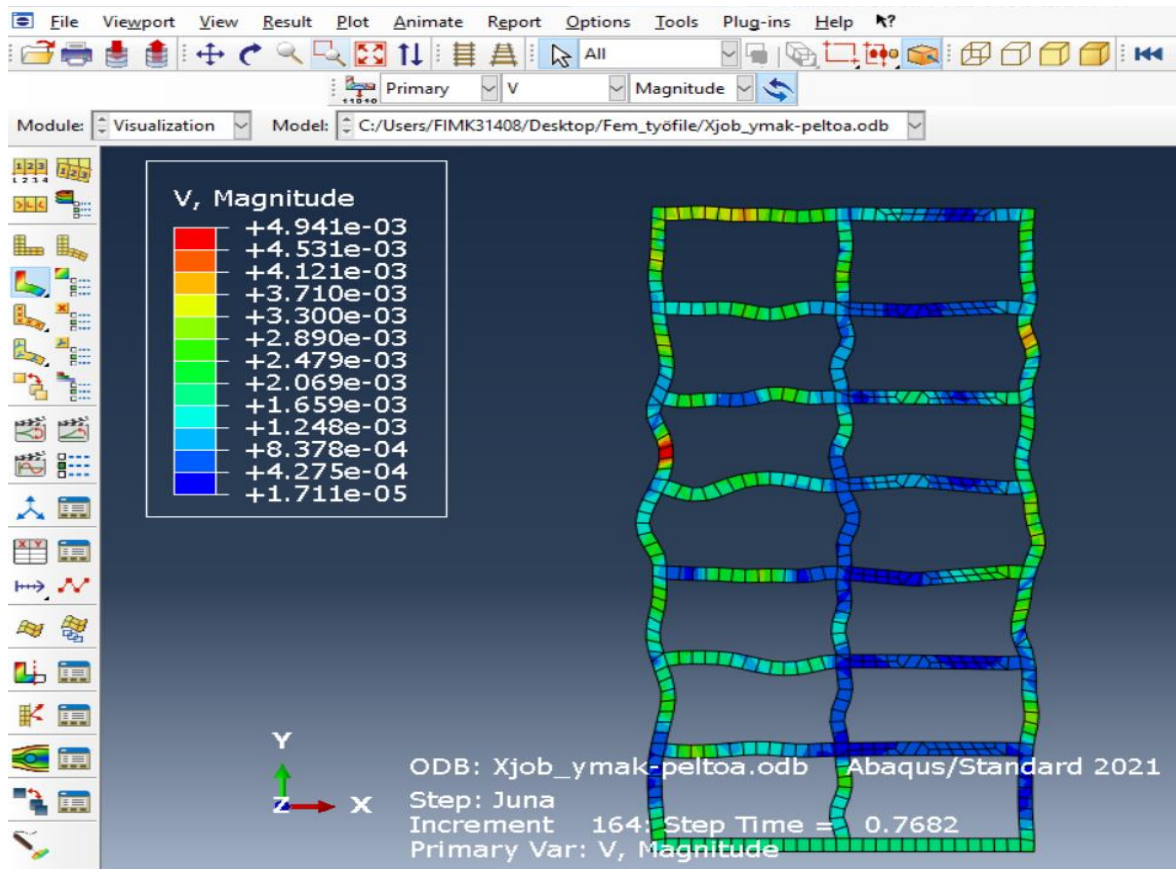 File Viewport View Result Plot Animate Report Options Tools Plug-ins Help
All
Primary V Magnitude
Module: Visualization Model: C:/Users/FIMK31408/Desktop/Fem_työfile/Xjob_ymak-peltoa.odb
V, Magnitude
+4.941e-03
+4.531e-03
+4.121e-03
+3.710e-03
+3.300e-03
+2.890e-03
+2.479e-03
+2.069e-03
+1.659e-03
+1.248e-03
+8.378e-04
+4.275e-04
+1.711e-05
Y
Z X
ODB: Xjob_ymak-peltoa.odb Abaqus/Standard 2021
Step: Juna
Increment 164: Step Time = 0.7682
Primary Var: V, Magnitude